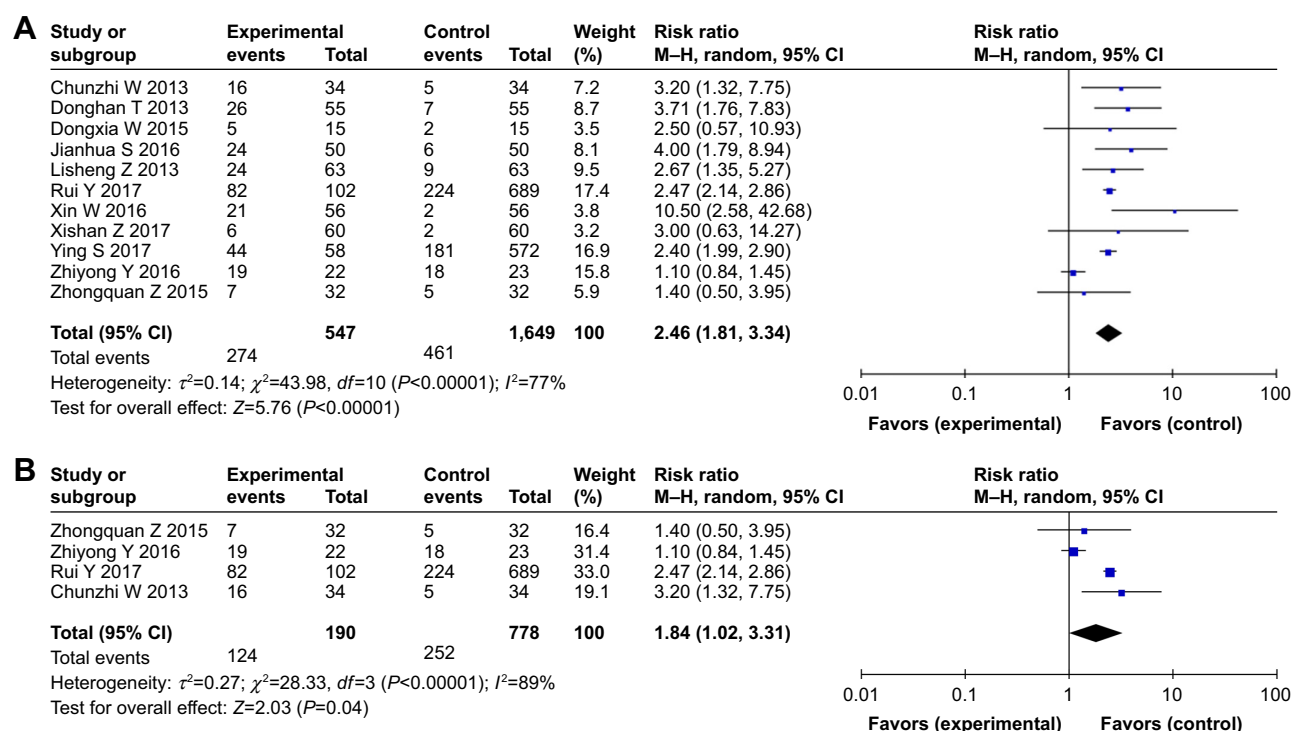 A Study or Experimental Control Weight Risk ratio Risk ratio
subgroup events Total events Total (%) M–H, random, 95% CI M–H, random, 95% CI
Chunzhi W 2013 16 34 5 34 7.2 3.20 (1.32, 7.75)
Donghan T 2013 26 55 7 55 8.7 3.71 (1.76, 7.83)
Dongxia W 2015 5 15 2 15 3.5 2.50 (0.57, 10.93)
Jianhua S 2016 24 50 6 50 8.1 4.00 (1.79, 8.94)
Lisheng Z 2013 24 63 9 63 9.5 2.67 (1.35, 5.27)
Rui Y 2017 82 102 224 689 17.4 2.47 (2.14, 2.86)
Xin W 2016 21 56 2 56 3.8 10.50 (2.58, 42.68)
Xishan Z 2017 6 60 2 60 3.2 3.00 (0.63, 14.27)
Ying S 2017 44 58 181 572 16.9 2.40 (1.99, 2.90)
Zhiyong Y 2016 19 22 18 23 15.8 1.10 (0.84, 1.45)
Zhongquan Z 2015 7 32 5 32 5.9 1.40 (0.50, 3.95)
Total (95% CI) 547 1,649 100 2.46 (1.81, 3.34)
Total events 274 461
Heterogeneity: τ²=0.14; χ²=43.98, df=10 (P<0.00001); I²=77%
Test for overall effect: Z=5.76 (P<0.00001)
0.01 0.1 1 10 100
Favors (experimental) Favors (control)
B Study or Experimental Control Weight Risk ratio Risk ratio
subgroup events Total events Total (%) M–H, random, 95% CI M–H, random, 95% CI
Zhongquan Z 2015 7 32 5 32 16.4 1.40 (0.50, 3.95)
Zhiyong Y 2016 19 22 18 23 31.4 1.10 (0.84, 1.45)
Rui Y 2017 82 102 224 689 33.0 2.47 (2.14, 2.86)
Chunzhi W 2013 16 34 5 34 19.1 3.20 (1.32, 7.75)
Total (95% CI) 190 778 100 1.84 (1.02, 3.31)
Total events 124 252
Heterogeneity: τ²=0.27; χ²=28.33, df=3 (P<0.00001); I²=89%
Test for overall effect: Z=2.03 (P=0.04)
0.01 0.1 1 10 100
Favors (experimental) Favors (control)